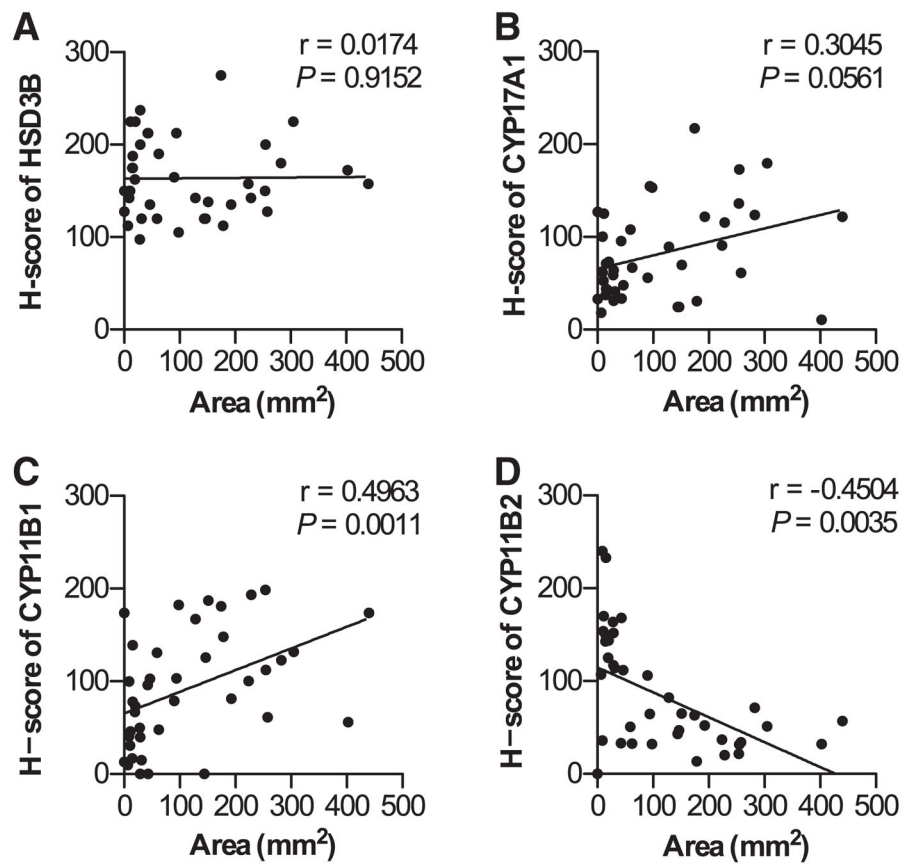 A
r = 0.0174
P = 0.9152
H-score of HSD3B
300
200
100
0
0 100 200 300 400 500
Area (mm²)
B
r = 0.3045
P = 0.0561
H-score of CYP17A1
300
200
100
0
0 100 200 300 400 500
Area (mm²)
C
r = 0.4963
P = 0.0011
H–score of CYP11B1
300
200
100
0
0 100 200 300 400 500
Area (mm²)
D
r = -0.4504
P = 0.0035
H–score of CYP11B2
300
200
100
0
0 100 200 300 400 500
Area (mm²)